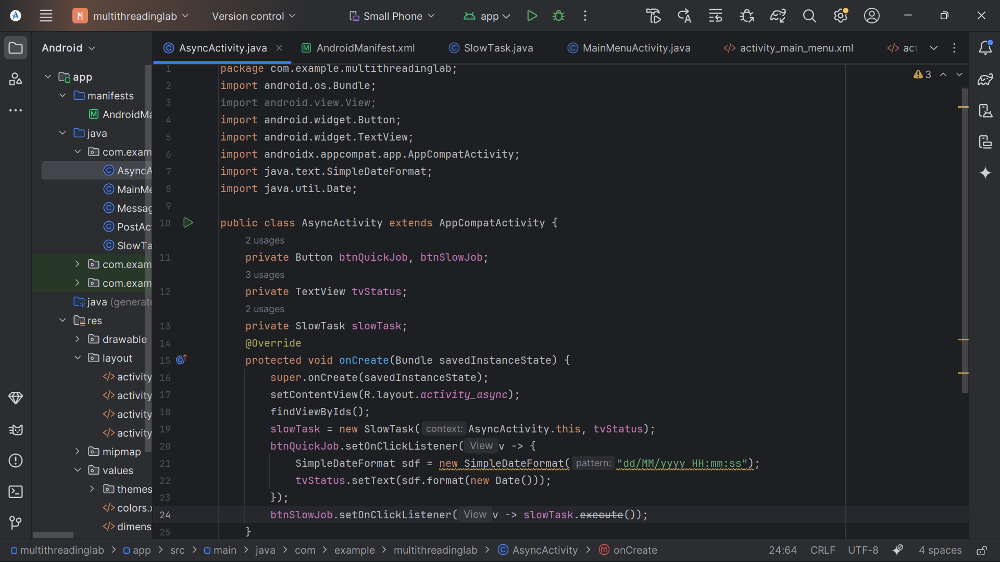 M multithreadinglab Version control Small Phone app
Android
AsyncActivity.java AndroidManifest.xml SlowTask.java MainMenuActivity.java activity_main_menu.xml act
app
manifests
AndroidMa
java
com.exam
AsyncA
MainMe
Messag
PostAc
SlowTa
com.exam
com.exam
java (generate
res
drawable
layout
activity
activity
activity
activity
mipmap
values
themes
colors.x
dimens
3
1 package com.example.multithreadinglab;
2 import android.os.Bundle;
3 import android.view.View;
4 import android.widget.Button;
5 import android.widget.TextView;
6 import androidx.appcompat.app.AppCompatActivity;
7 import java.text.SimpleDateFormat;
8 import java.util.Date;
9
10 public class AsyncActivity extends AppCompatActivity {
2 usages
11 private Button btnQuickJob, btnSlowJob;
3 usages
12 private TextView tvStatus;
2 usages
13 private SlowTask slowTask;
14 @Override
15 protected void onCreate(Bundle savedInstanceState) {
16 super.onCreate(savedInstanceState);
17 setContentView(R.layout.activity_async);
18 findViewByIds();
19 slowTask = new SlowTask( context: AsyncActivity.this, tvStatus);
20 btnQuickJob.setOnClickListener( View v -> {
21 SimpleDateFormat sdf = new SimpleDateFormat( pattern: "dd/MM/yyyy HH:mm:ss");
22 tvStatus.setText(sdf.format(new Date()));
23 });
24 btnSlowJob.setOnClickListener( View v -> slowTask.execute());
25 }
multithreadinglab > app > src > main > java > com > example > multithreadinglab > AsyncActivity > onCreate 24:64 CRLF UTF-8 4 spaces